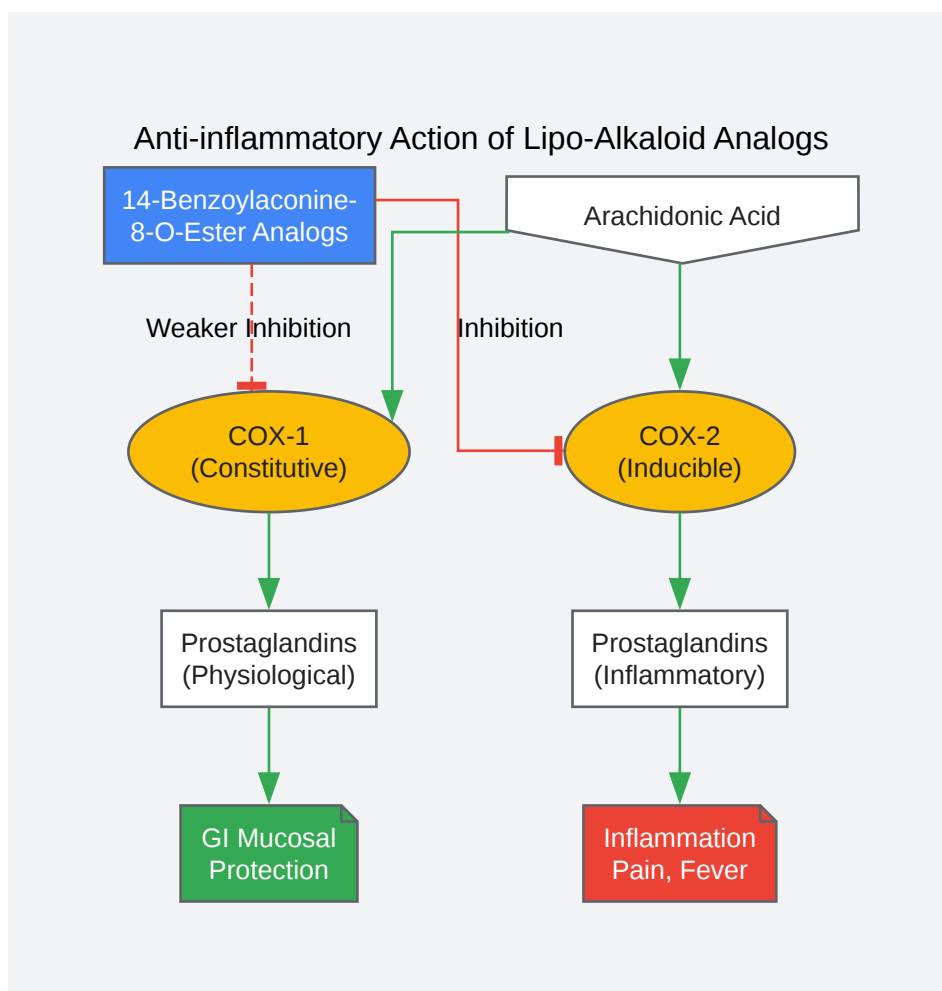 Anti-inflammatory Action of Lipo-Alkaloid Analogs
14-Benzoylaconine-
8-O-Ester Analogs
Arachidonic Acid
Weaker Inhibition
Inhibition
COX-1
(Constitutive)
COX-2
(Inducible)
Prostaglandins
(Physiological)
Prostaglandins
(Inflammatory)
GI Mucosal
Protection
Inflammation
Pain, Fever